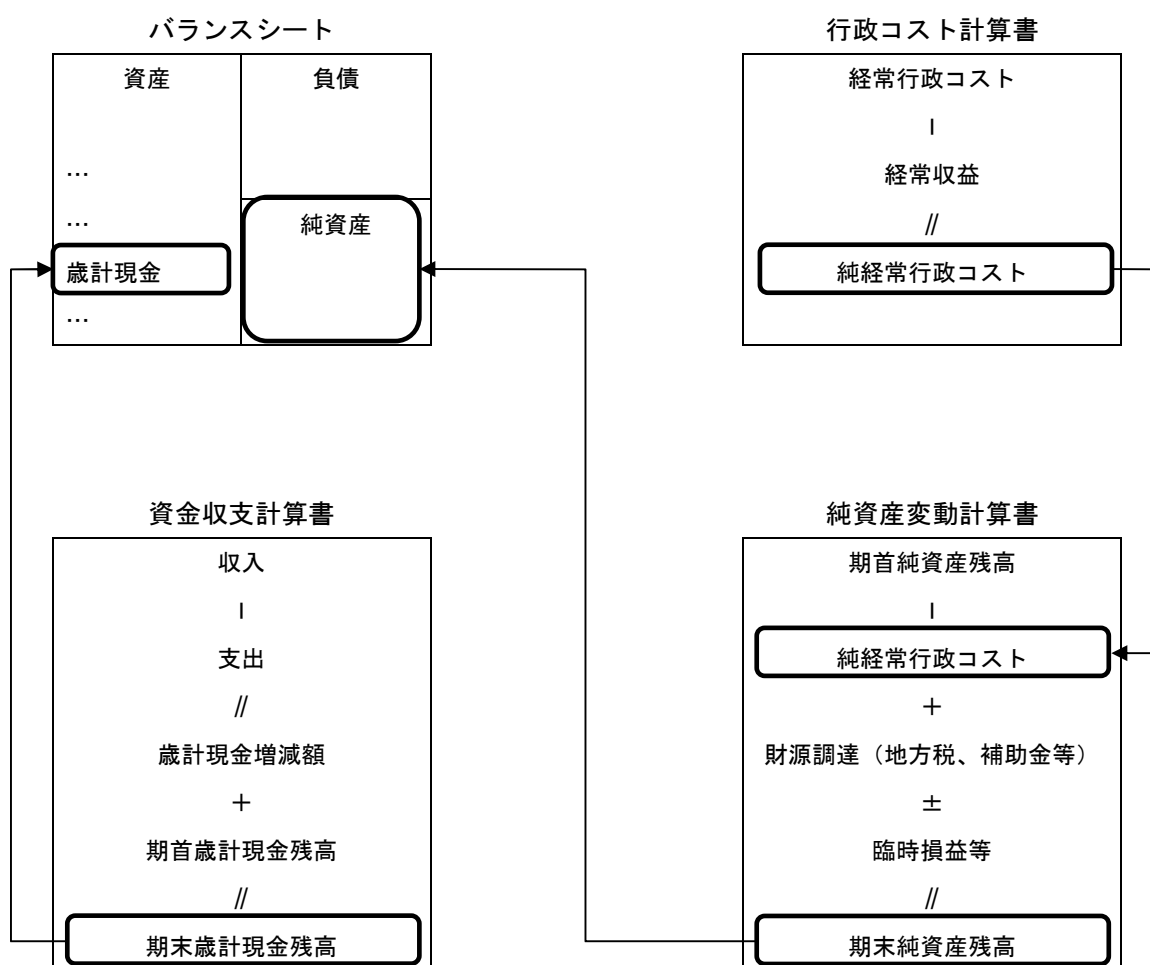 バランスシート
資産
負債
…
…
純資産
歳計現金
…
行政コスト計算書
経常行政コスト
－
経常収益
//
純経常行政コスト
資金収支計算書
収入
－
支出
//
歳計現金増減額
＋
期首歳計現金残高
//
期末歳計現金残高
純資産変動計算書
期首純資産残高
－
純経常行政コスト
＋
財源調達（地方税、補助金等）
±
臨時損益等
//
期末純資産残高